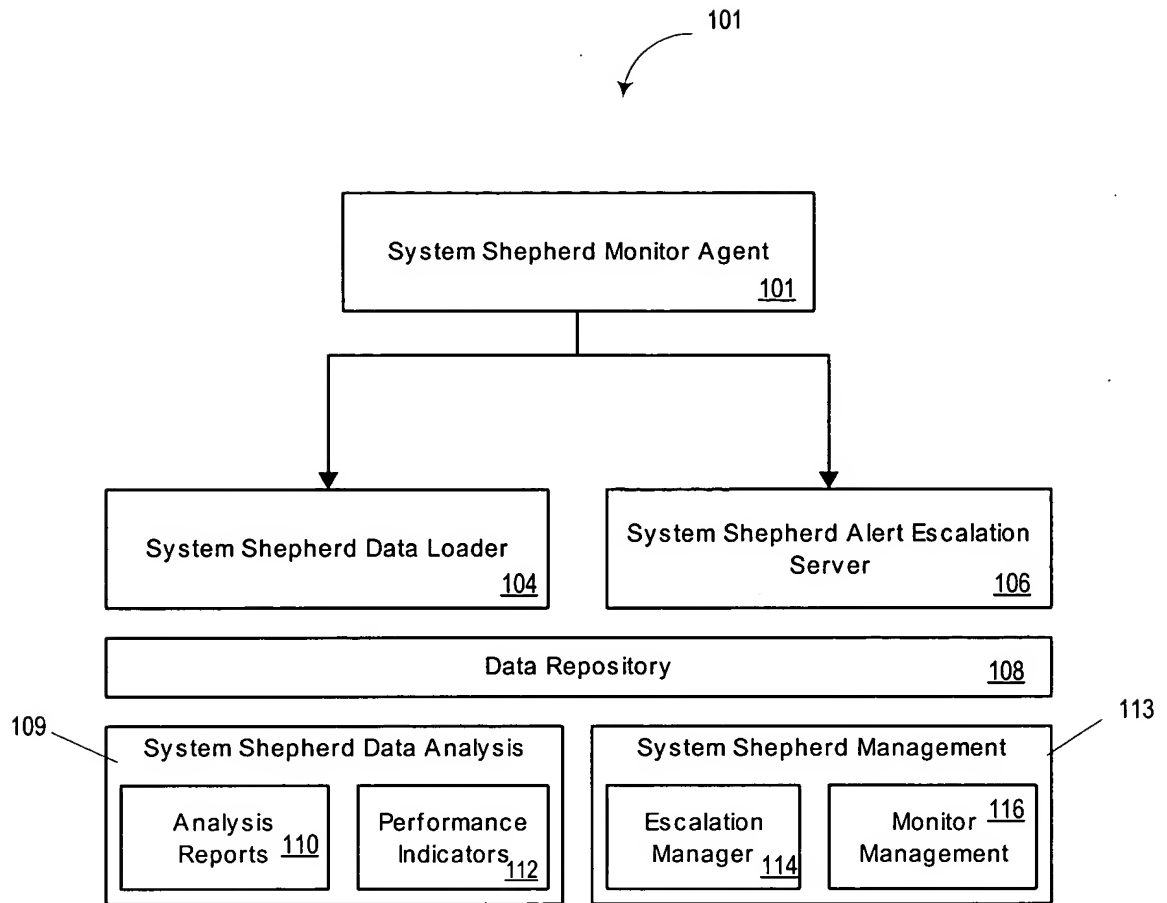 101
System Shepherd Monitor Agent
101
System Shepherd Data Loader
104
System Shepherd Alert Escalation
Server
106
Data Repository
108
109
113
System Shepherd Data Analysis
System Shepherd Management
Analysis
Reports
110
Performance
Indicators
112
Escalation
Manager
114
116
Monitor
Management